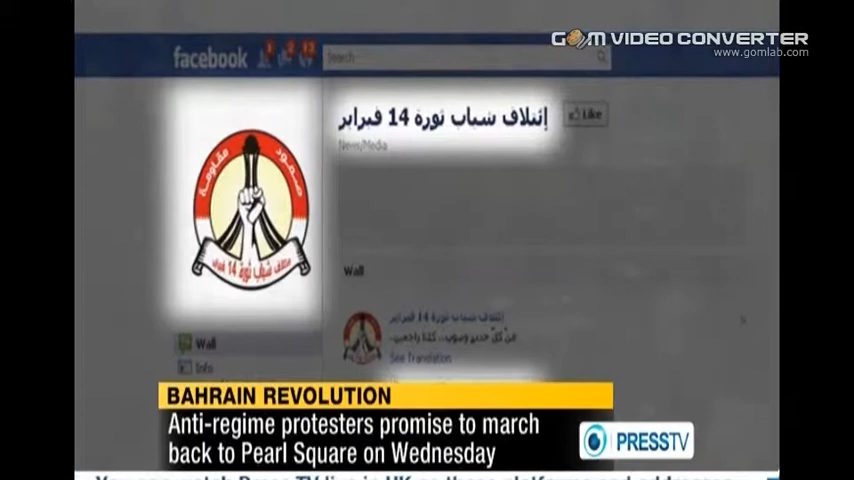 GOM VIDEO CONVERTER
www.gomlab.com
facebook
Search
إئتلاف شباب ثورة 14 فبراير
Like
News/Media
صمود
مقاومة
ائتلاف شباب ثورة 14 فبراير
Wall
إئتلاف شباب ثورة 14 فبراير
See Translation
Wall
Info
BAHRAIN REVOLUTION
Anti-regime protesters promise to march
back to Pearl Square on Wednesday
PRESSTV